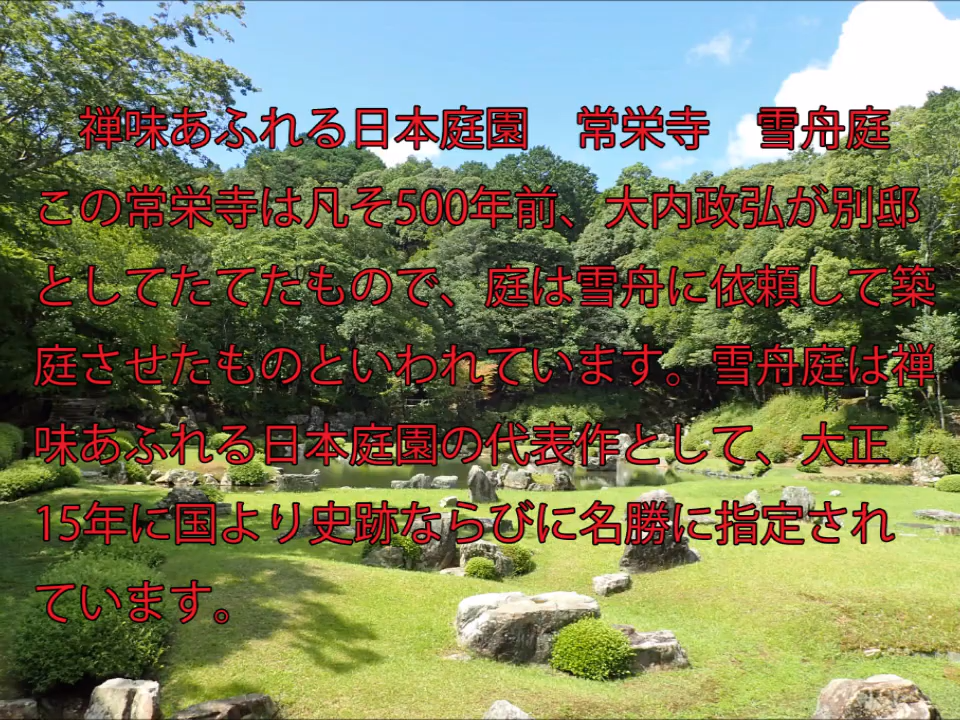 禅味あふれる日本庭園　常栄寺　雪舟庭
この常栄寺は凡そ500年前、大内政弘が別邸
としてたてたもので、庭は雪舟に依頼して築
庭させたものといわれています。雪舟庭は禅
味あふれる日本庭園の代表作として、大正
15年に国より史跡ならびに名勝に指定され
ています。